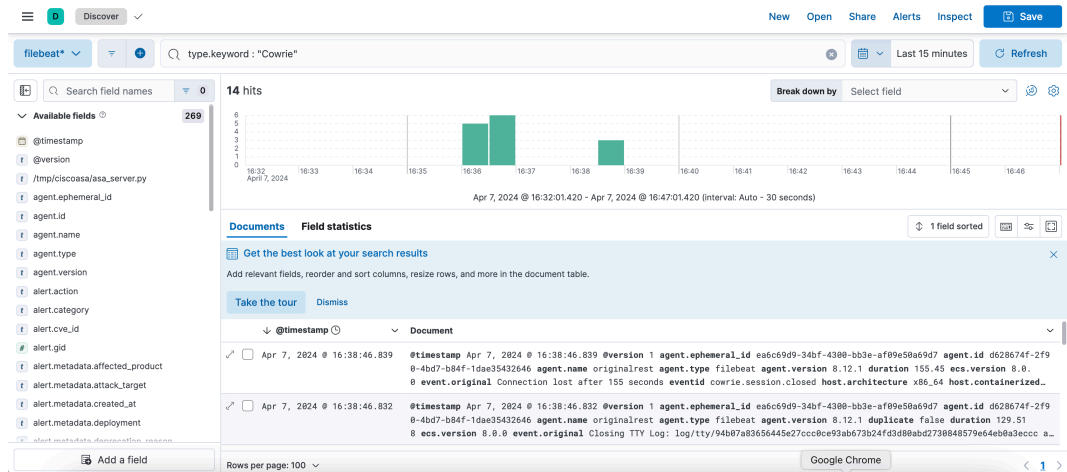 D Discover New Open Share Alerts Inspect Save
filebeat* type.keyword : "Cowrie" Last 15 minutes Refresh
Search field names 0
14 hits
Break down by Select field
Available fields 269
@timestamp
@version
/tmp/ciscoasa/asa_server.py
agent.ephemeral_id
agent.id
agent.name
agent.type
agent.version
alert.action
alert.category
alert.cve_id
alert.gid
alert.metadata.affected_product
alert.metadata.attack_target
alert.metadata.created_at
alert.metadata.deployment
alert.metadata.deprecation_reason
Add a field
6
5
4
3
2
1
0
16:32 16:33 16:34 16:35 16:36 16:37 16:38 16:39 16:40 16:41 16:42 16:43 16:44 16:45 16:46
April 7, 2024
Apr 7, 2024 @ 16:32:01.420 - Apr 7, 2024 @ 16:47:01.420 (interval: Auto - 30 seconds)
Documents Field statistics 1 field sorted
Get the best look at your search results
Add relevant fields, reorder and sort columns, resize rows, and more in the document table.
Take the tour Dismiss
@timestamp Document
Apr 7, 2024 @ 16:38:46.839 @timestamp Apr 7, 2024 @ 16:38:46.839 @version 1 agent.ephemeral_id ea6c69d9-34bf-4300-bb3e-af09e50a69d7 agent.id d628674f-2f9
0-4bd7-b84f-1dae35432646 agent.name originalrest agent.type filebeat agent.version 8.12.1 duration 155.45 ecs.version 8.0.
0 event.original Connection lost after 155 seconds eventid cowrie.session.closed host.architecture x86_64 host.containerized…
Apr 7, 2024 @ 16:38:46.832 @timestamp Apr 7, 2024 @ 16:38:46.832 @version 1 agent.ephemeral_id ea6c69d9-34bf-4300-bb3e-af09e50a69d7 agent.id d628674f-2f9
0-4bd7-b84f-1dae35432646 agent.name originalrest agent.type filebeat agent.version 8.12.1 duplicate false duration 129.51
8 ecs.version 8.0.0 event.original Closing TTY Log: log/tty/94b07a83656445e27ccc0ce93ab673b24fd3d80abd2730848579e64eb0a3eccc a…
Rows per page: 100 Google Chrome 1